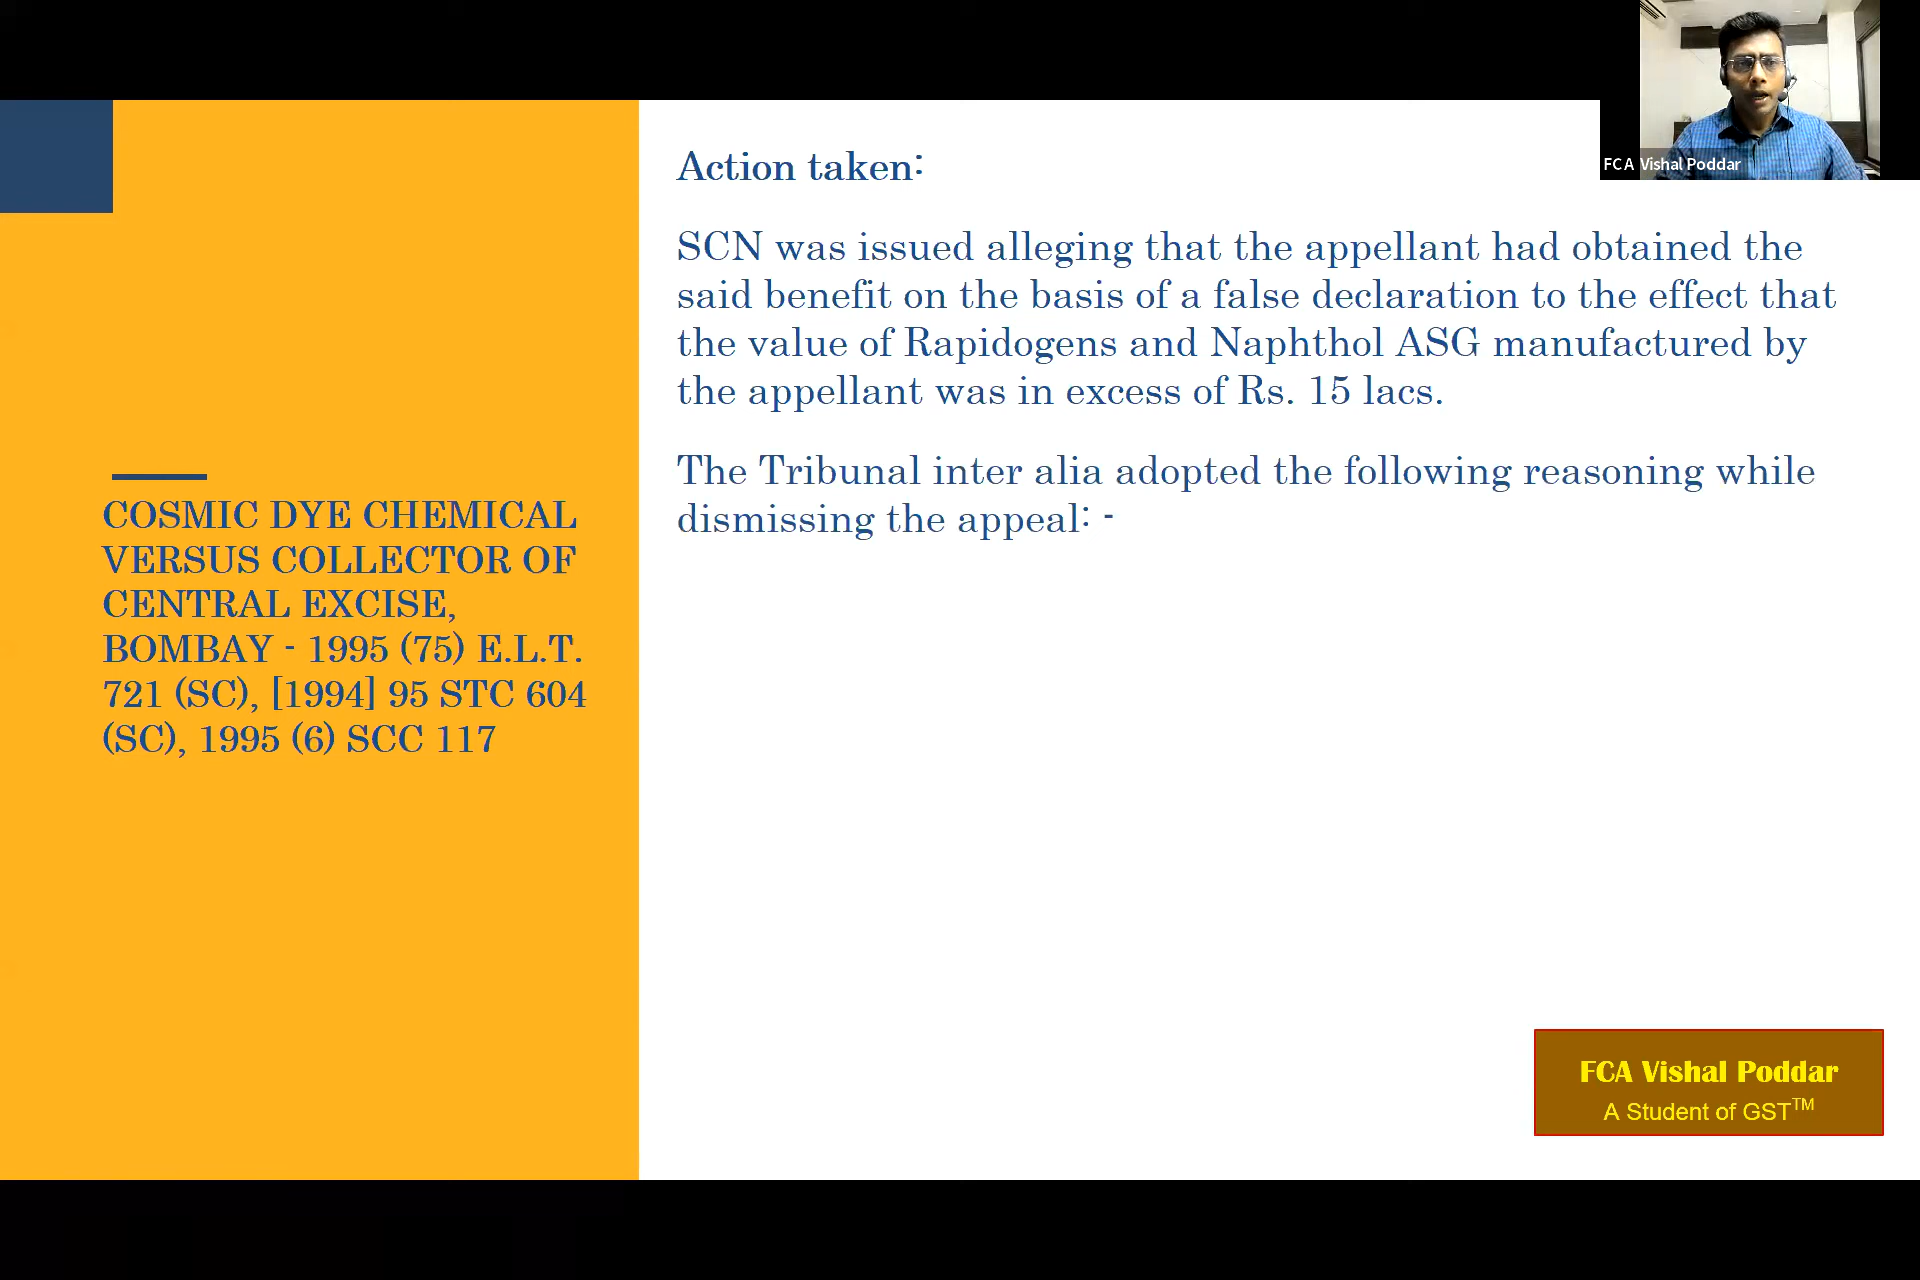 FCA Vishal Poddar
Action taken:
SCN was issued alleging that the appellant had obtained the
said benefit on the basis of a false declaration to the effect that
the value of Rapidogens and Naphthol ASG manufactured by
the appellant was in excess of Rs. 15 lacs.
The Tribunal inter alia adopted the following reasoning while
dismissing the appeal: -
COSMIC DYE CHEMICAL
VERSUS COLLECTOR OF
CENTRAL EXCISE,
BOMBAY - 1995 (75) E.L.T.
721 (SC), [1994] 95 STC 604
(SC), 1995 (6) SCC 117
FCA Vishal Poddar
A Student of GST™